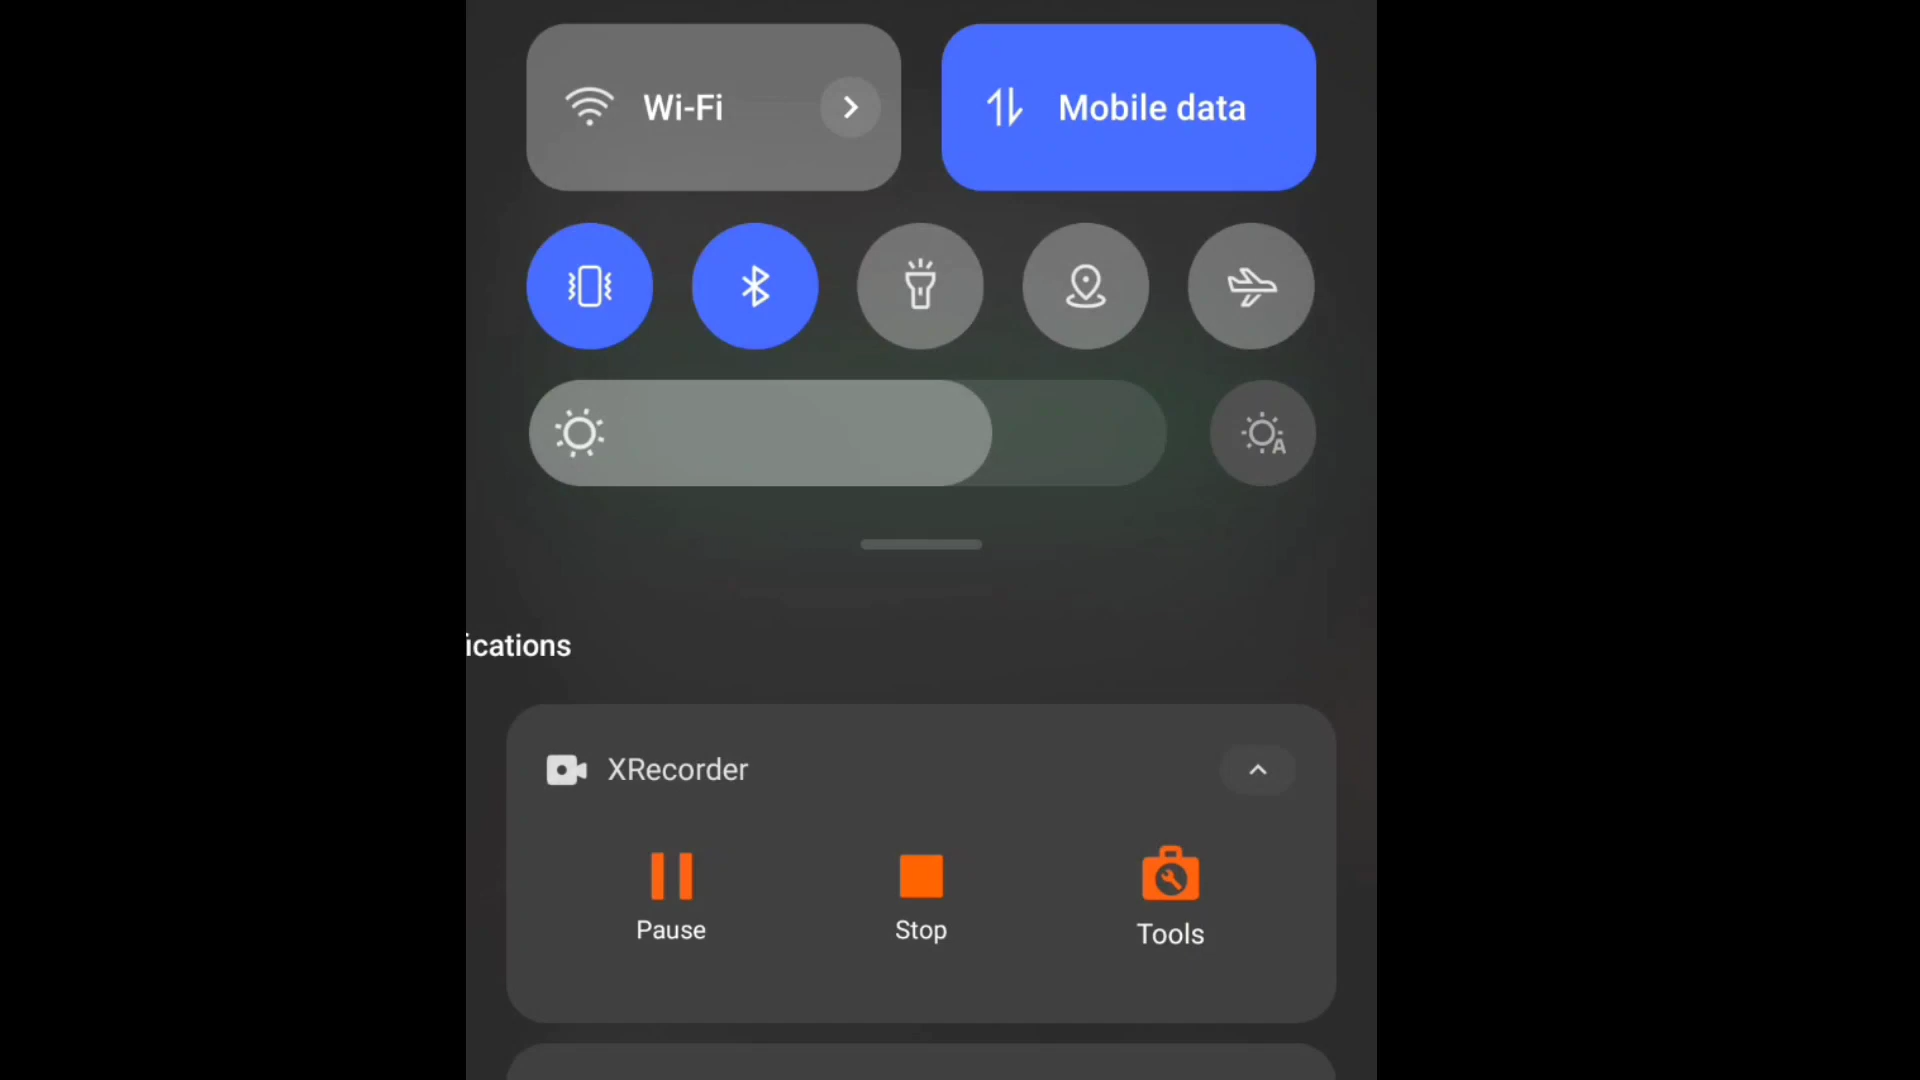 Wi-Fi
Mobile data
ications
XRecorder
Pause
Stop
Tools